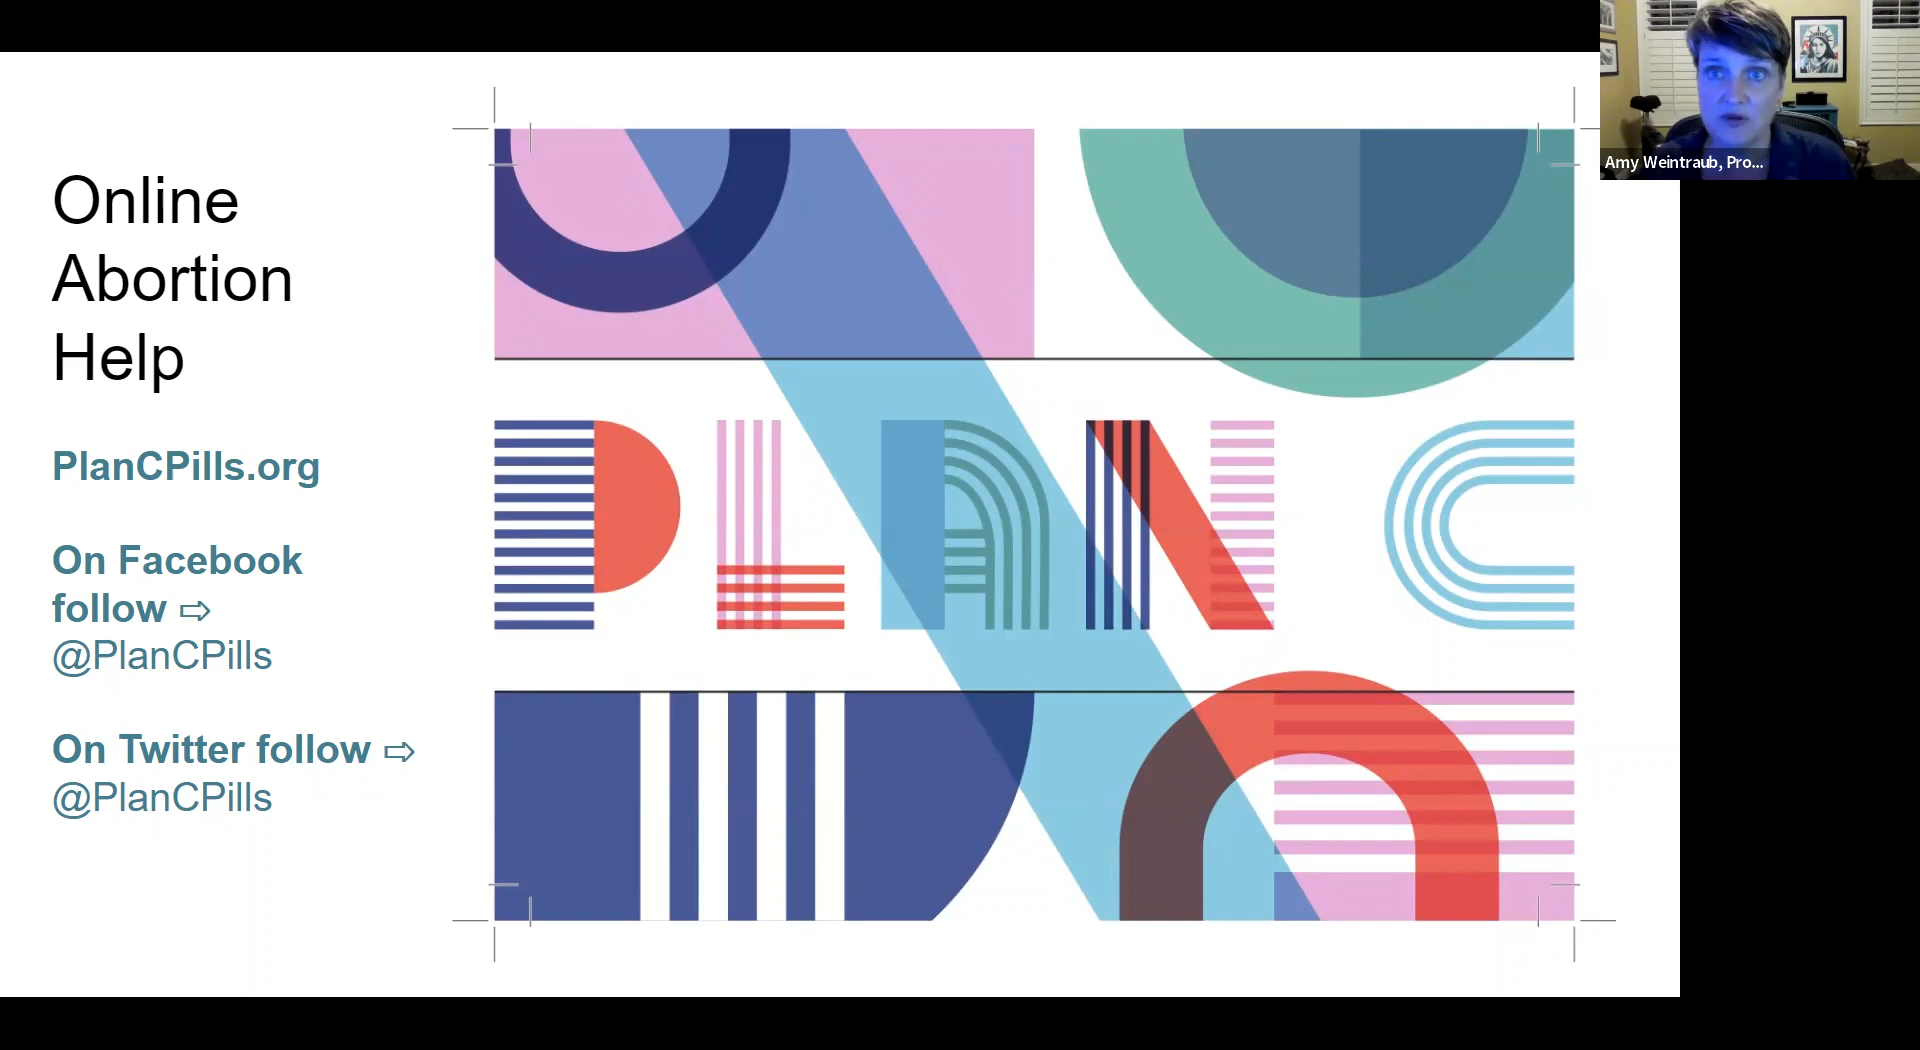 Online
Abortion
Help
PlanCPills.org
On Facebook
follow ⇨
@PlanCPills
On Twitter follow ⇨
@PlanCPills
PLAN C
Amy Weintraub, Pro...